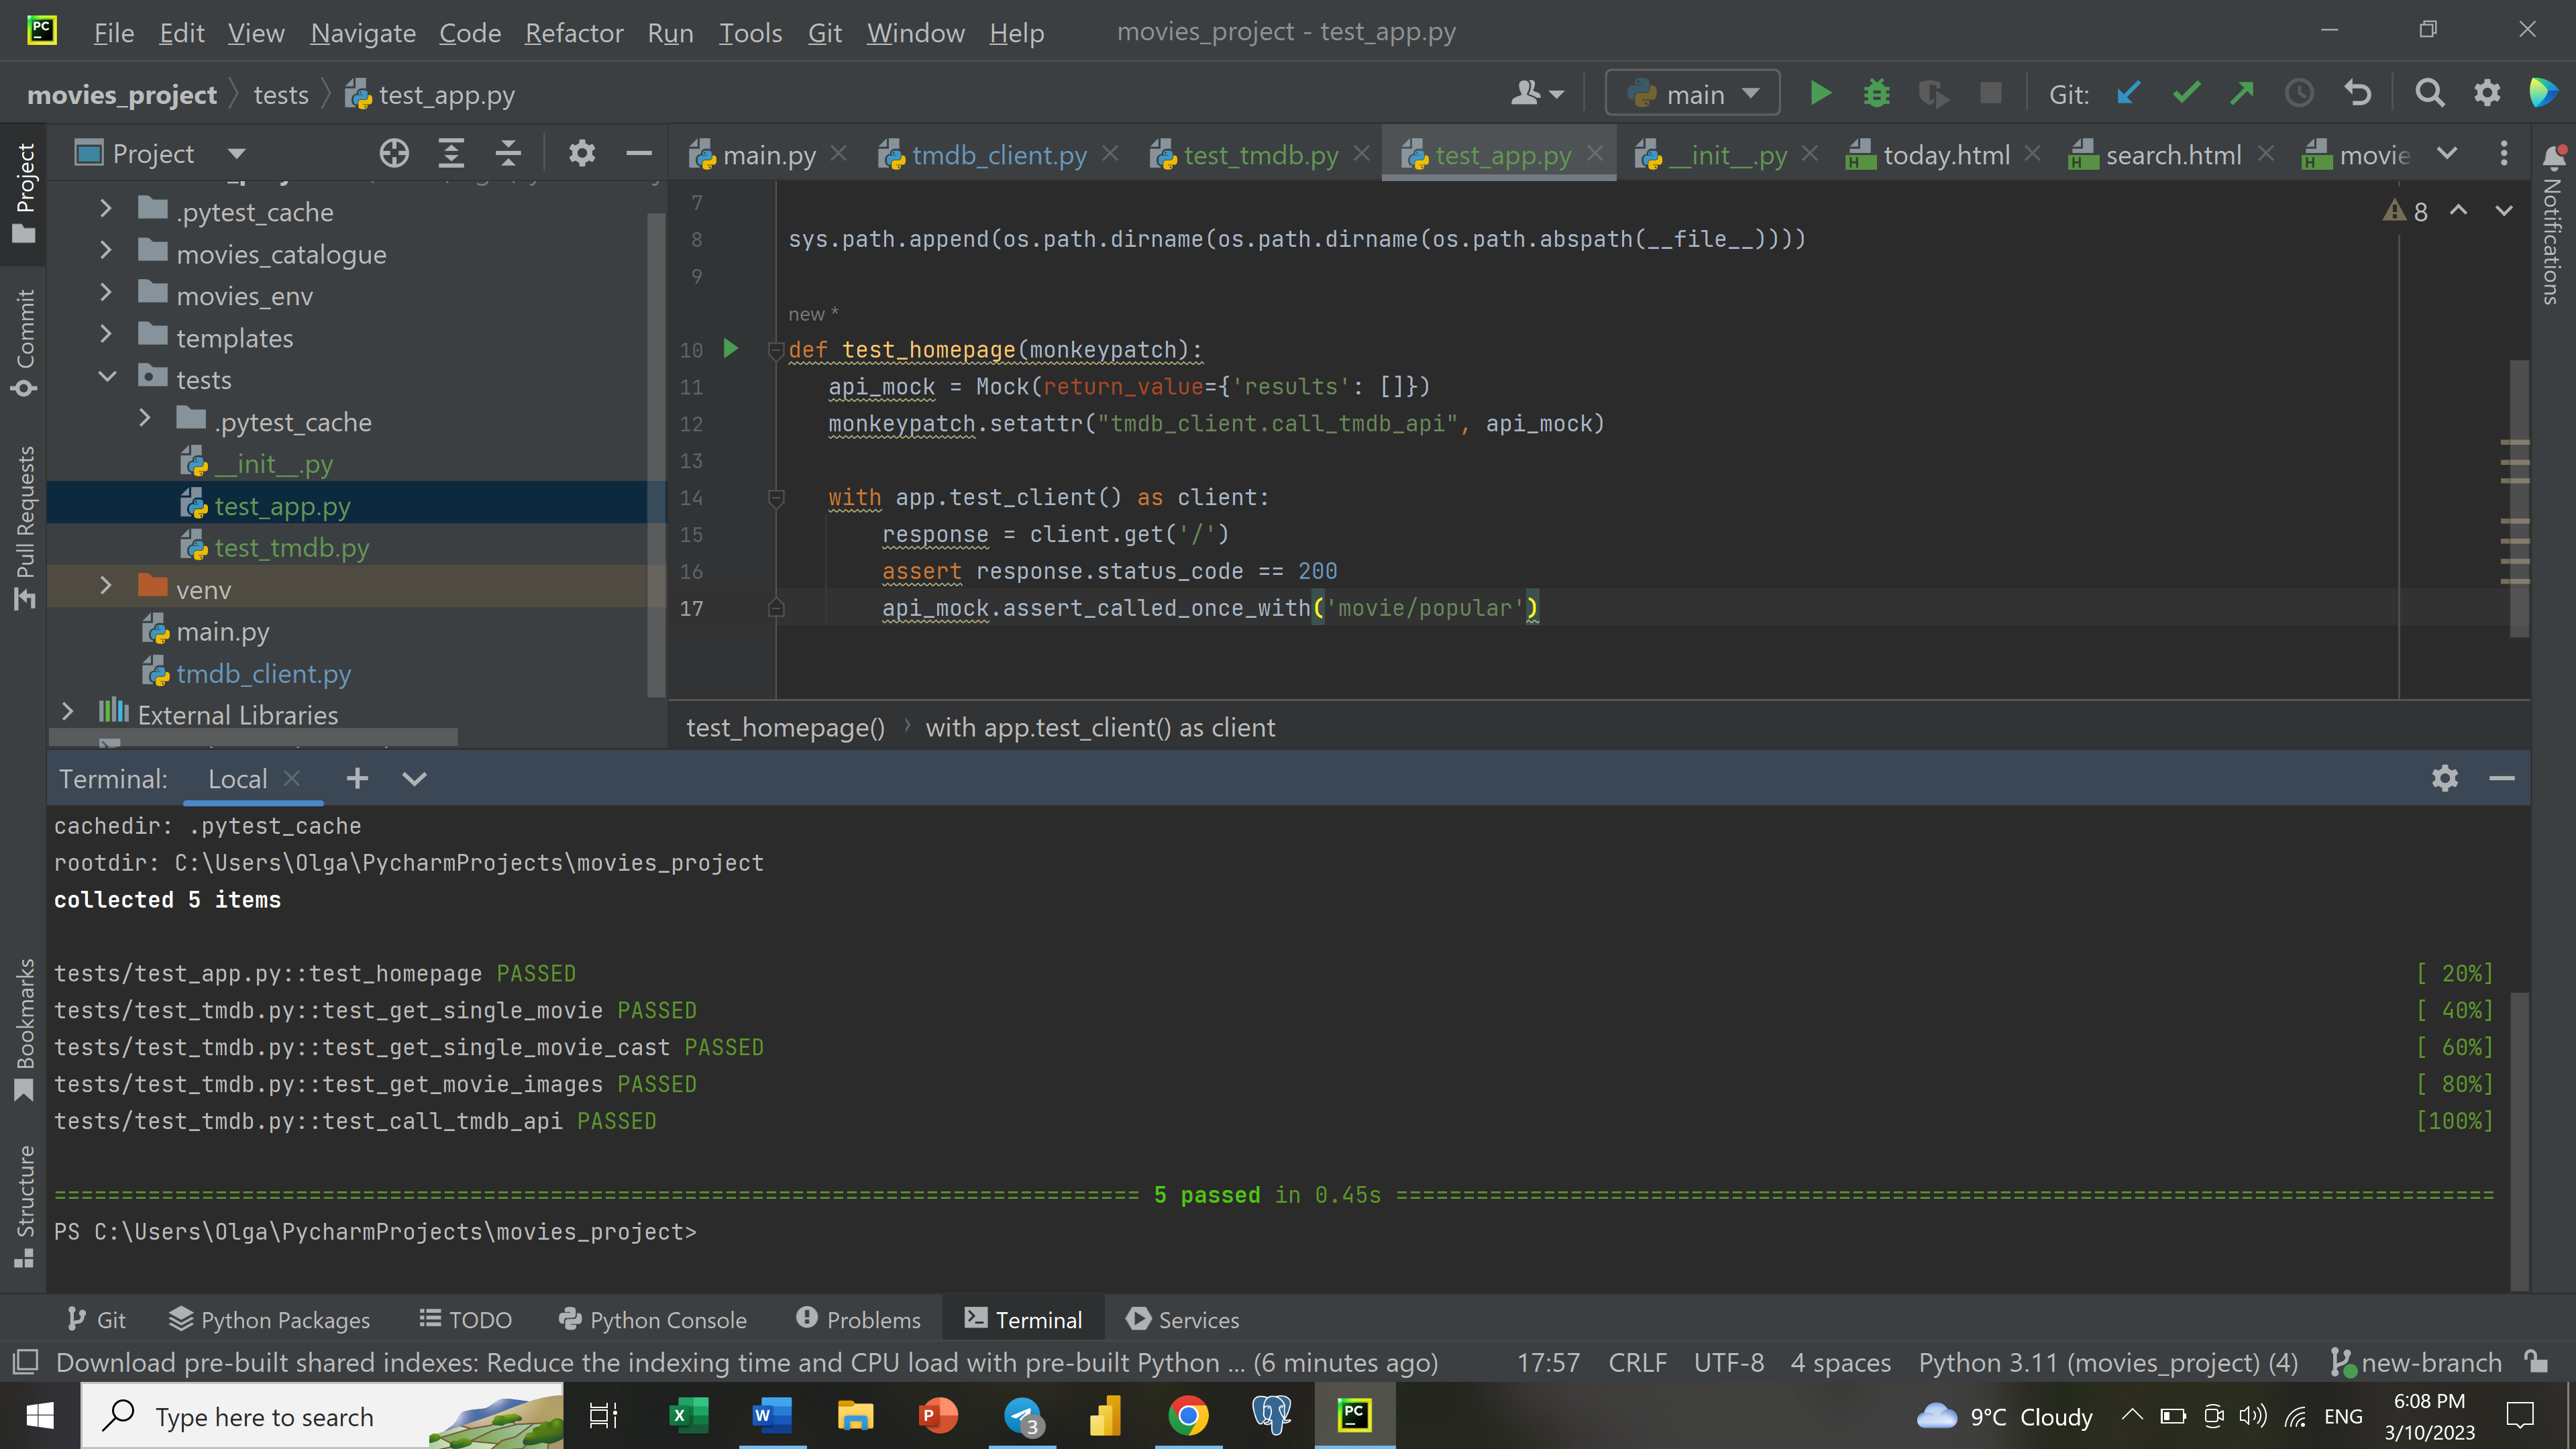 PC
File Edit View Navigate Code Refactor Run Tools Git Window Help movies_project - test_app.py
movies_project tests test_app.py main Git:
Project
main.py tmdb_client.py test_tmdb.py test_app.py __init__.py today.html search.html movie
.pytest_cache
movies_catalogue
movies_env
templates
tests
.pytest_cache
__init__.py
test_app.py
test_tmdb.py
venv
main.py
tmdb_client.py
External Libraries
Project
Commit
Pull Requests
Bookmarks
Structure
Notifications
8
7
8 sys.path.append(os.path.dirname(os.path.dirname(os.path.abspath(__file__))))
9
new *
10 def test_homepage(monkeypatch):
11 api_mock = Mock(return_value={'results': []})
12 monkeypatch.setattr("tmdb_client.call_tmdb_api", api_mock)
13
14 with app.test_client() as client:
15 response = client.get('/')
16 assert response.status_code == 200
17 api_mock.assert_called_once_with('movie/popular')
test_homepage() › with app.test_client() as client
Terminal: Local
cachedir: .pytest_cache
rootdir: C:\Users\Olga\PycharmProjects\movies_project
collected 5 items
tests/test_app.py::test_homepage PASSED [ 20%]
tests/test_tmdb.py::test_get_single_movie PASSED [ 40%]
tests/test_tmdb.py::test_get_single_movie_cast PASSED [ 60%]
tests/test_tmdb.py::test_get_movie_images PASSED [ 80%]
tests/test_tmdb.py::test_call_tmdb_api PASSED [100%]
5 passed in 0.45s
PS C:\Users\Olga\PycharmProjects\movies_project>
Git Python Packages TODO Python Console Problems Terminal Services
Download pre-built shared indexes: Reduce the indexing time and CPU load with pre-built Python ... (6 minutes ago) 17:57 CRLF UTF-8 4 spaces Python 3.11 (movies_project) (4) new-branch
Type here to search 3 9°C Cloudy ENG
6:08 PM
3/10/2023